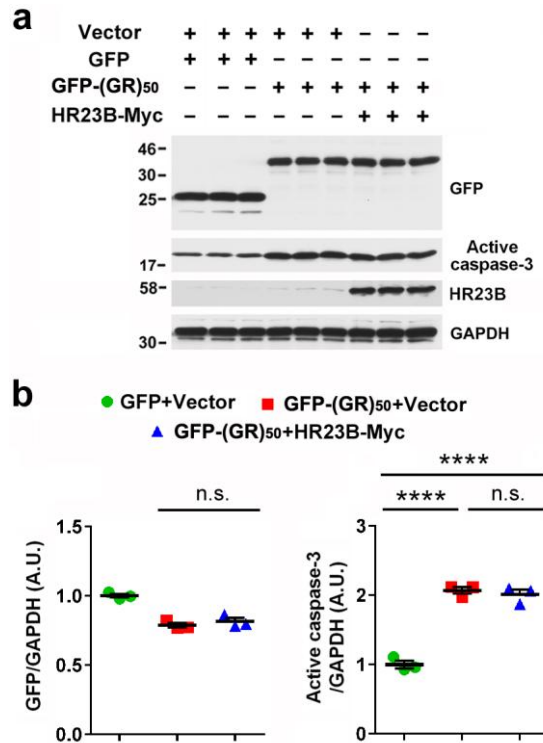 a
Vector + + + + + + – – –
GFP + + + – – – – – –
GFP-(GR)50 – – – + + + + + +
HR23B-Myc – – – – – – + + +
46
30
25
GFP
17
Active
caspase-3
58
HR23B
30
GAPDH
b
GFP+Vector GFP-(GR)50+Vector
GFP-(GR)50+HR23B-Myc
n.s.
GFP/GAPDH (A.U.)
1.5
1.0
0.5
0.0
****
**** n.s.
Active caspase-3
/GAPDH (A.U.)
3
2
1
0